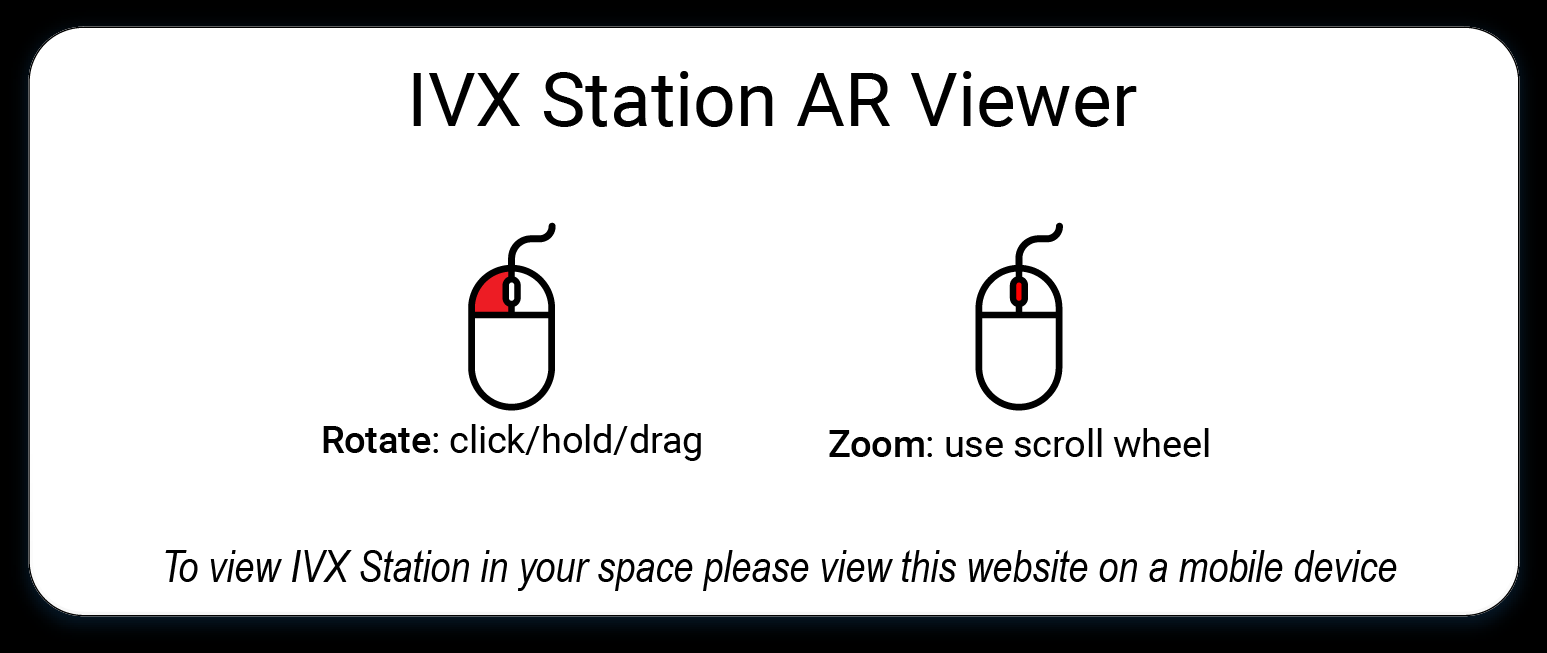 IVX Station AR Viewer
Rotate: click/hold/drag
Zoom: use scroll wheel
To view IVX Station in your space please view this website on a mobile device